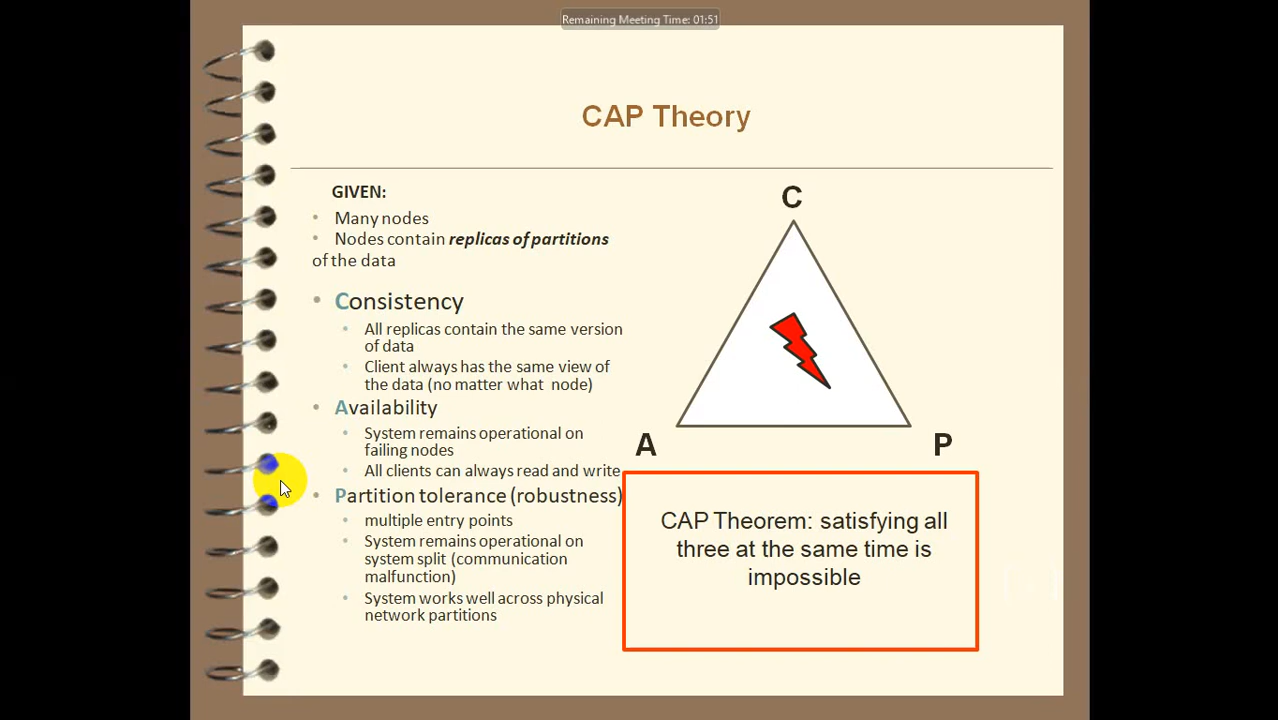 Remaining Meeting Time: 01:51
CAP Theory
GIVEN:
• Many nodes
• Nodes contain replicas of partitions
of the data
• Consistency
• All replicas contain the same version
of data
• Client always has the same view of
the data (no matter what node)
• Availability
• System remains operational on
failing nodes
• All clients can always read and write
• Partition tolerance (robustness)
• multiple entry points
• System remains operational on
system split (communication
malfunction)
• System works well across physical
network partitions
C
A
P
CAP Theorem: satisfying all
three at the same time is
impossible